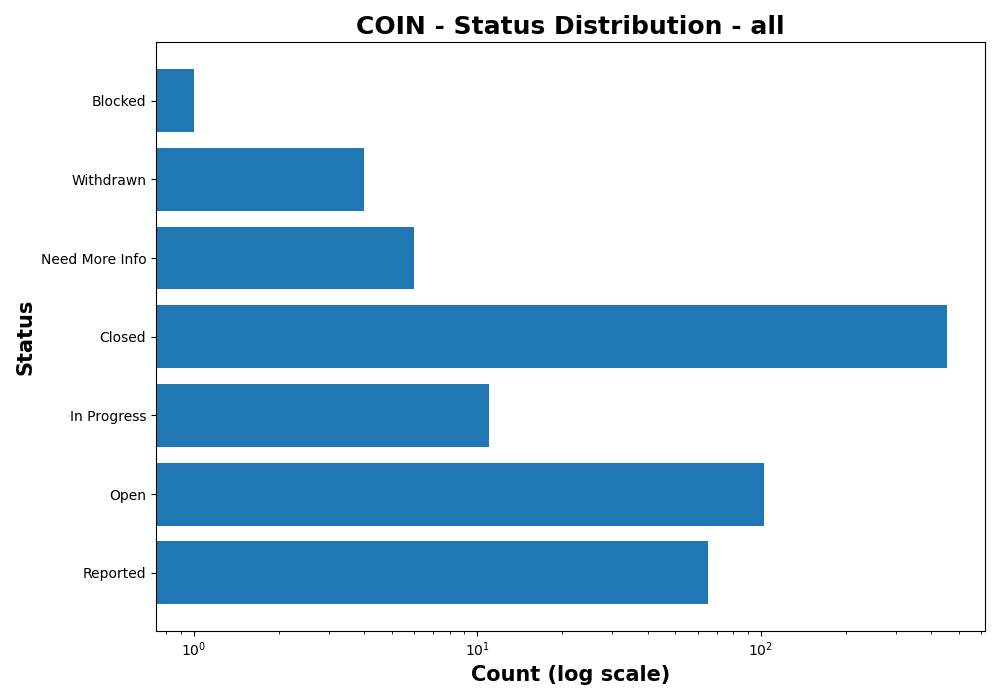 COIN - Status Distribution - all
Blocked
Withdrawn
Need More Info
Closed
In Progress
Open
Reported
Status
10⁰ 10¹ 10²
Count (log scale)